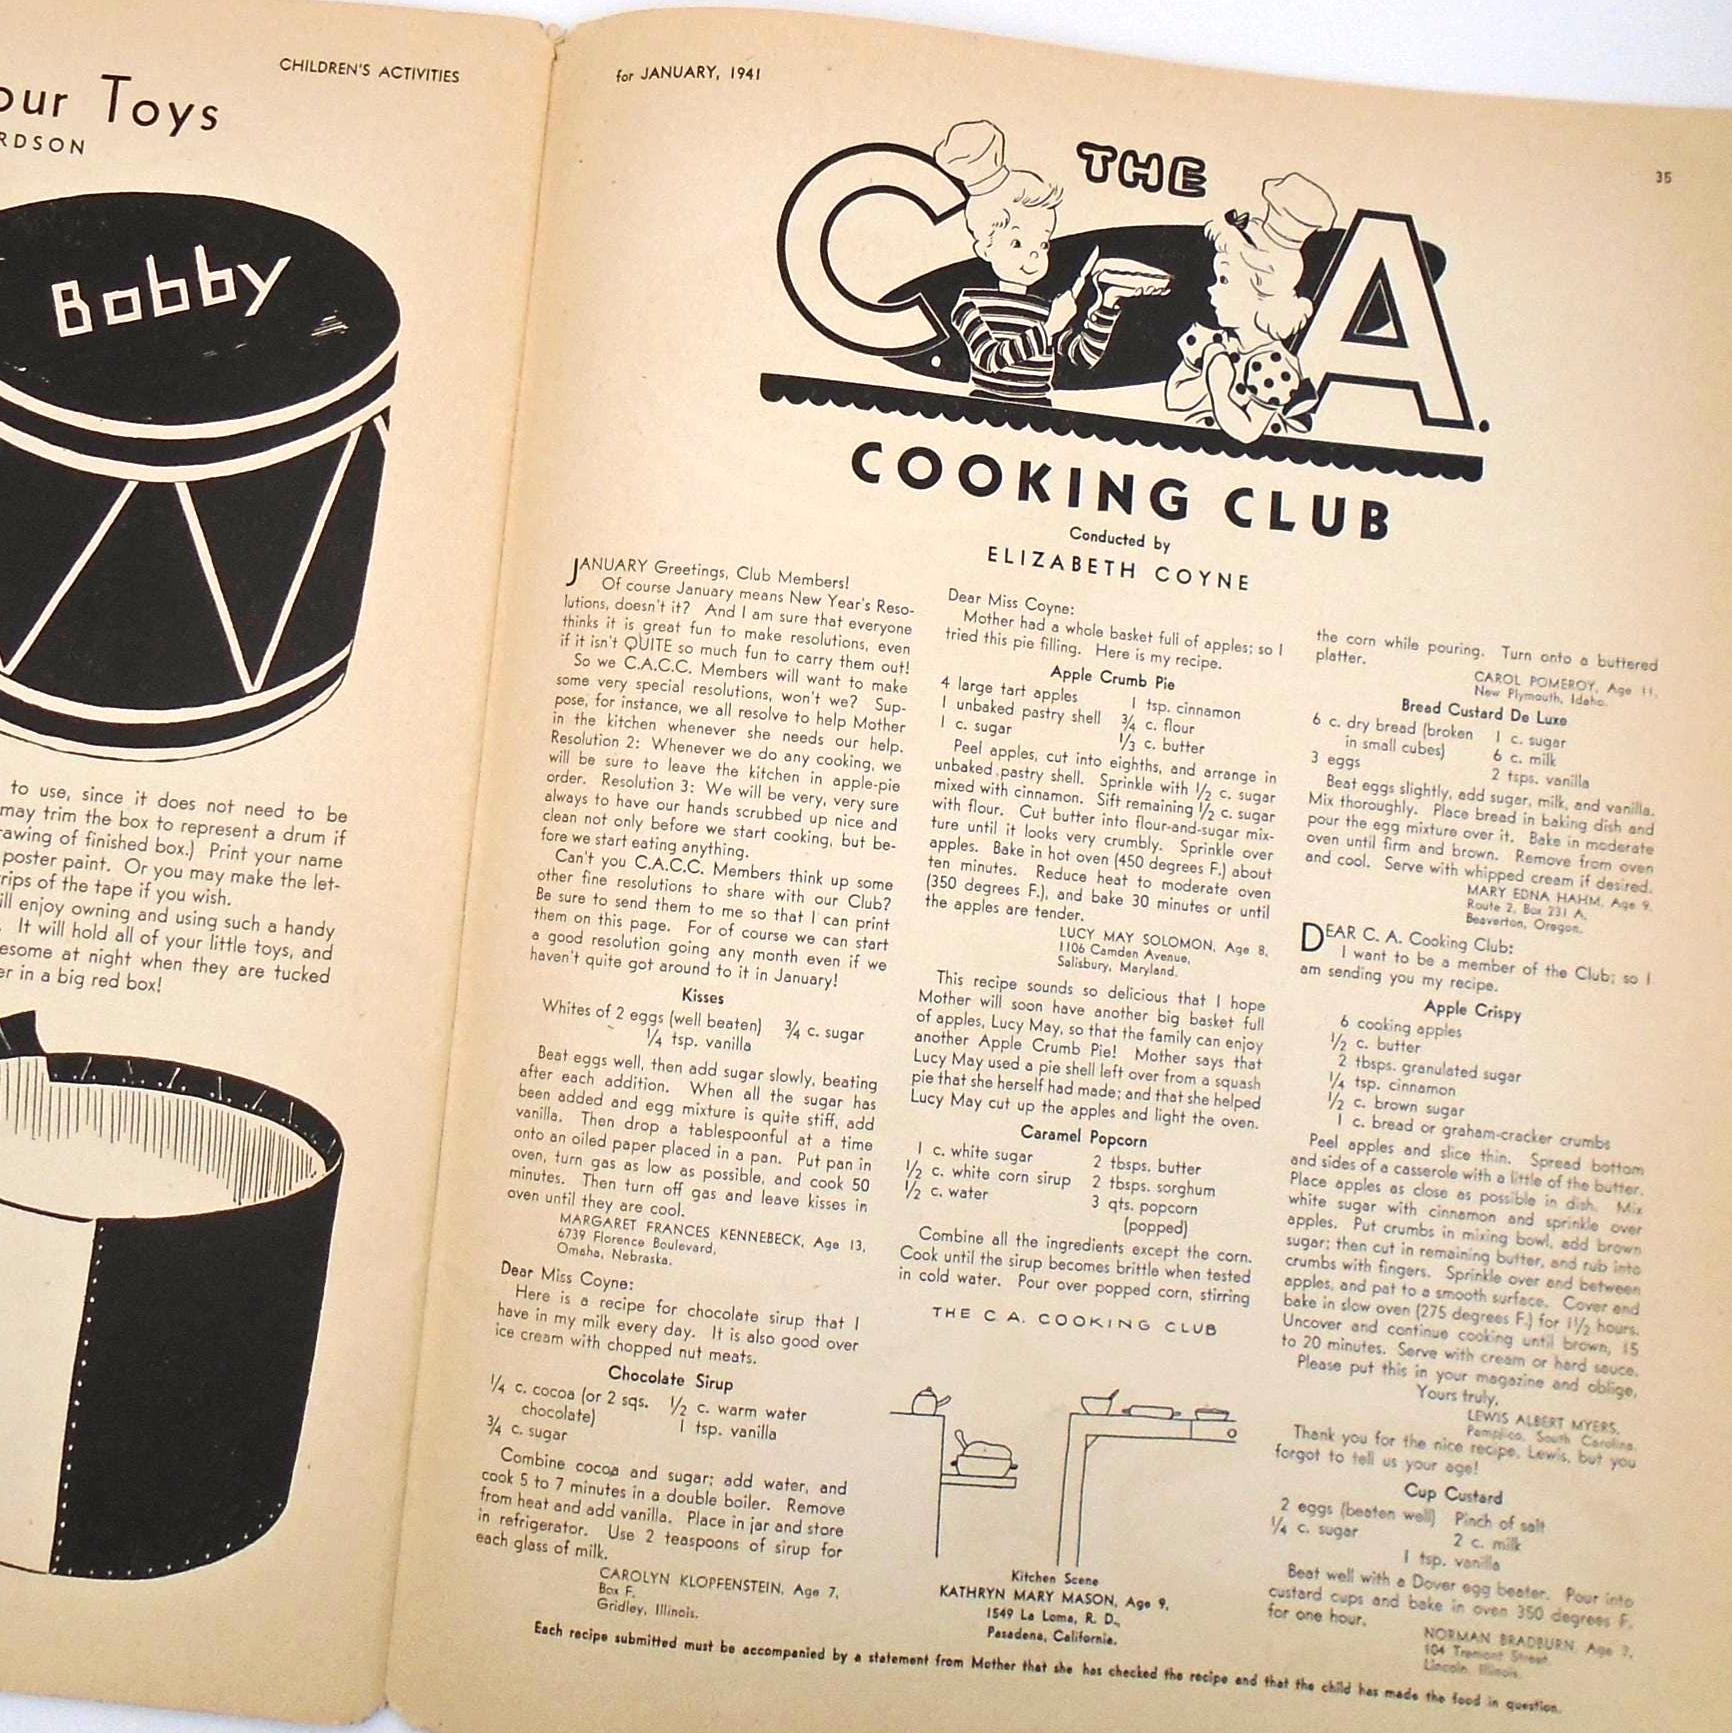 CHILDREN'S ACTIVITIES
our Toys
RDSON
Bobby
to use, since it does not need to be
may trim the box to represent a drum if
rawing of finished box.) Print your name
poster paint. Or you may make the let-
rips of the tape if you wish.
ill enjoy owning and using such a handy
. It will hold all of your little toys, and
esome at night when they are tucked
er in a big red box!
for JANUARY, 1941
35
THE
C A.
COOKING CLUB
Conducted by
ELIZABETH COYNE
JANUARY Greetings, Club Members!
Of course January means New Year's Reso-
lutions, doesn't it? And I am sure that everyone
thinks it is great fun to make resolutions, even
if it isn't QUITE so much fun to carry them out!
So we C.A.C.C. Members will want to make
some very special resolutions, won't we? Sup-
pose, for instance, we all resolve to help Mother
in the kitchen whenever she needs our help.
Resolution 2: Whenever we do any cooking, we
will be sure to leave the kitchen in apple-pie
order. Resolution 3: We will be very, very sure
always to have our hands scrubbed up nice and
clean not only before we start cooking, but be-
fore we start eating anything.
Can't you C.A.C.C. Members think up some
other fine resolutions to share with our Club?
Be sure to send them to me so that I can print
them on this page. For of course we can start
a good resolution going any month even if we
haven't quite got around to it in January!
Kisses
Whites of 2 eggs (well beaten) 3/4 c. sugar
1/4 tsp. vanilla
Beat eggs well, then add sugar slowly, beating
after each addition. When all the sugar has
been added and egg mixture is quite stiff, add
vanilla. Then drop a tablespoonful at a time
onto an oiled paper placed in a pan. Put pan in
oven, turn gas as low as possible, and cook 50
minutes. Then turn off gas and leave kisses in
oven until they are cool.
MARGARET FRANCES KENNEBECK, Age 13,
6739 Florence Boulevard,
Omaha, Nebraska.
Dear Miss Coyne:
Here is a recipe for chocolate sirup that I
have in my milk every day. It is also good over
ice cream with chopped nut meats.
Chocolate Sirup
1/4 c. cocoa (or 2 sqs. 1/2 c. warm water
chocolate) 1 tsp. vanilla
3/4 c. sugar
Combine cocoa and sugar; add water, and
cook 5 to 7 minutes in a double boiler. Remove
from heat and add vanilla. Place in jar and store
in refrigerator. Use 2 teaspoons of sirup for
each glass of milk.
CAROLYN KLOPFENSTEIN, Age 7,
Box F,
Gridley, Illinois.
Dear Miss Coyne:
Mother had a whole basket full of apples; so I
tried this pie filling. Here is my recipe.
Apple Crumb Pie
4 large tart apples 1 tsp. cinnamon
1 unbaked pastry shell 3/4 c. flour
1 c. sugar 1/3 c. butter
Peel apples, cut into eighths, and arrange in
unbaked pastry shell. Sprinkle with 1/2 c. sugar
mixed with cinnamon. Sift remaining 1/2 c. sugar
with flour. Cut butter into flour-and-sugar mix-
ture until it looks very crumbly. Sprinkle over
apples. Bake in hot oven (450 degrees F.) about
ten minutes. Reduce heat to moderate oven
(350 degrees F.), and bake 30 minutes or until
the apples are tender.
LUCY MAY SOLOMON, Age 8,
1106 Camden Avenue,
Salisbury, Maryland.
This recipe sounds so delicious that I hope
Mother will soon have another big basket full
of apples, Lucy May, so that the family can enjoy
another Apple Crumb Pie! Mother says that
Lucy May used a pie shell left over from a squash
pie that she herself had made; and that she helped
Lucy May cut up the apples and light the oven.
Caramel Popcorn
1 c. white sugar 2 tbsps. butter
1/2 c. white corn sirup 2 tbsps. sorghum
1/2 c. water 3 qts. popcorn
(popped)
Combine all the ingredients except the corn.
Cook until the sirup becomes brittle when tested
in cold water. Pour over popped corn, stirring
THE C A. COOKING CLUB
Kitchen Scene
KATHRYN MARY MASON, Age 9,
1549 La Loma, R. D.,
Pasadena, California.
the corn while pouring. Turn onto a buttered
platter.
CAROL POMEROY, Age 11,
New Plymouth, Idaho.
Bread Custard De Luxe
6 c. dry bread (broken 1 c. sugar
in small cubes) 6 c. milk
3 eggs 2 tsps. vanilla
Beat eggs slightly, add sugar, milk, and vanilla.
Mix thoroughly. Place bread in baking dish and
pour the egg mixture over it. Bake in moderate
oven until firm and brown. Remove from oven
and cool. Serve with whipped cream if desired.
MARY EDNA HAHM, Age 9,
Route 2, Box 231 A,
Beaverton, Oregon.
DEAR C. A. Cooking Club:
I want to be a member of the Club; so I
am sending you my recipe.
Apple Crispy
6 cooking apples
1/2 c. butter
2 tbsps. granulated sugar
1/4 tsp. cinnamon
1/2 c. brown sugar
1 c. bread or graham-cracker crumbs
Peel apples and slice thin. Spread bottom
and sides of a casserole with a little of the butter.
Place apples as close as possible in dish. Mix
white sugar with cinnamon and sprinkle over
apples. Put crumbs in mixing bowl, add brown
sugar; then cut in remaining butter, and rub into
crumbs with fingers. Sprinkle over and between
apples, and pat to a smooth surface. Cover and
bake in slow oven (275 degrees F.) for 1 1/2 hours.
Uncover and continue cooking until brown, 15
to 20 minutes. Serve with cream or hard sauce.
Please put this in your magazine and oblige,
Yours truly,
LEWIS ALBERT MYERS,
Pamplico, South Carolina.
Thank you for the nice recipe, Lewis, but you
forgot to tell us your age!
Cup Custard
2 eggs (beaten well) Pinch of salt
1/4 c. sugar 2 c. milk
1 tsp. vanilla
Beat well with a Dover egg beater. Pour into
custard cups and bake in oven 350 degrees F.
for one hour.
NORMAN BRADBURN, Age
104 Tremont Street
Lincoln, Illinois.
Each recipe submitted must be accompanied by a statement from Mother that she has checked the recipe and that the child has made the food in question.